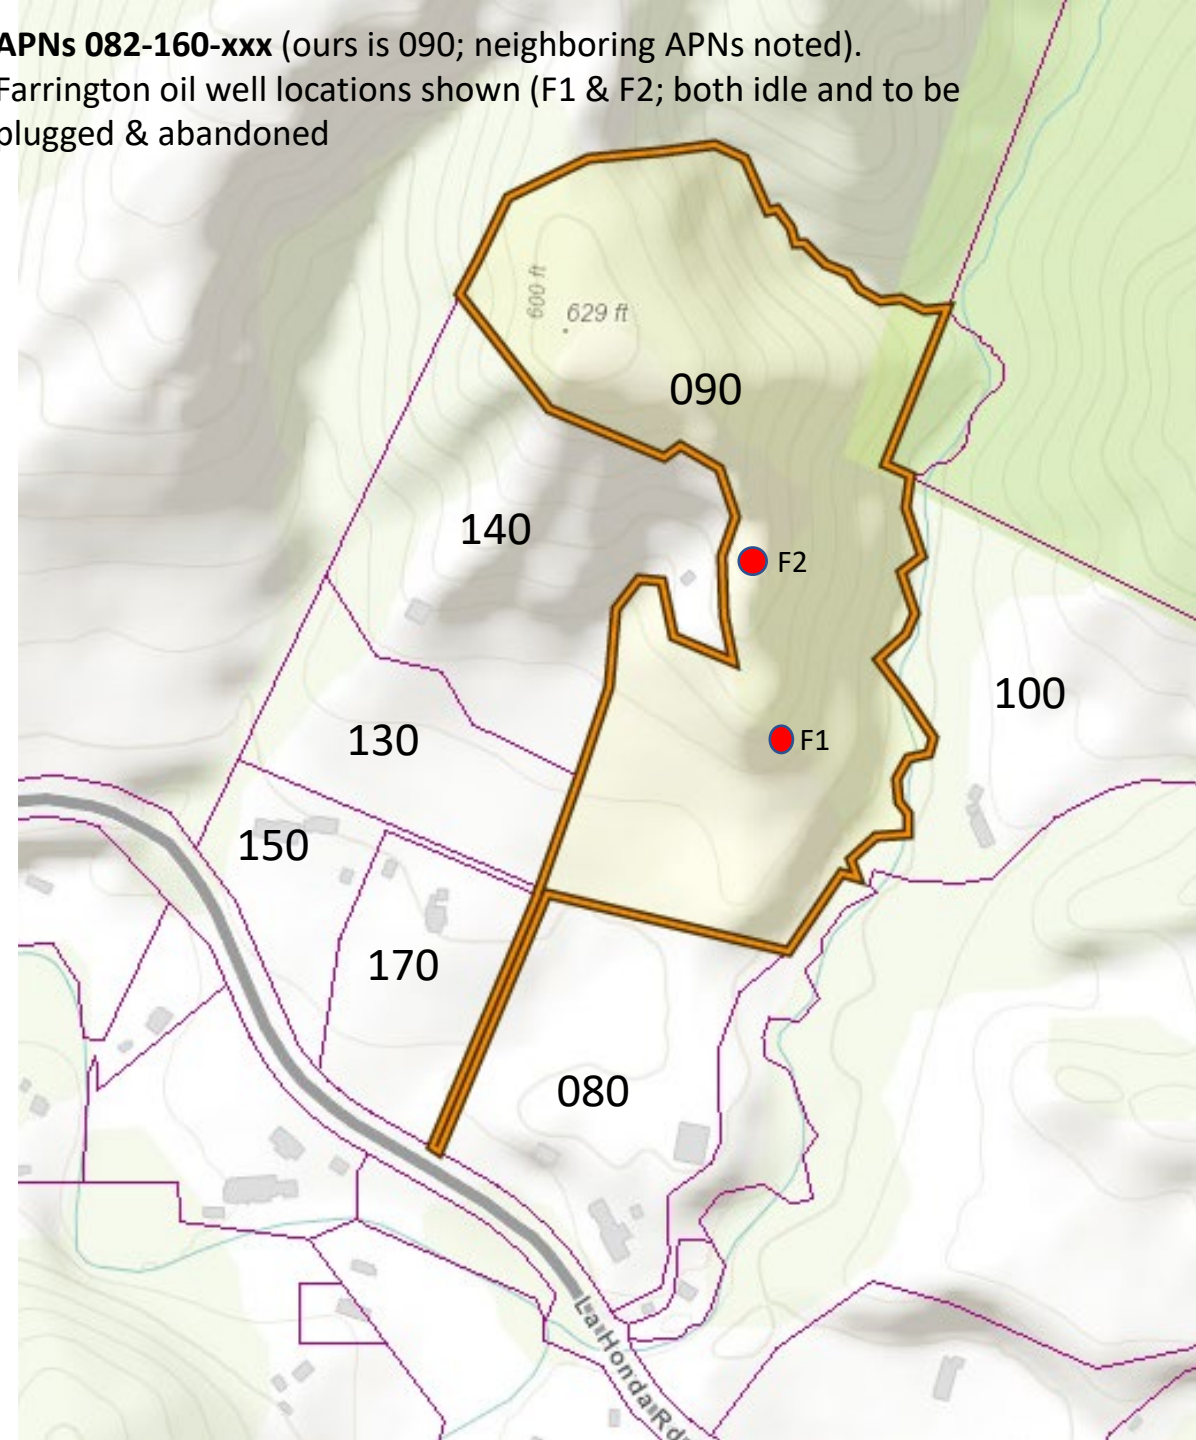 APNs 082-160-xxx (ours is 090; neighboring APNs noted).
Farrington oil well locations shown (F1 & F2; both idle and to be
plugged & abandoned
600 ft
629 ft
090
140
F2
100
F1
130
150
170
080
La Honda Rd